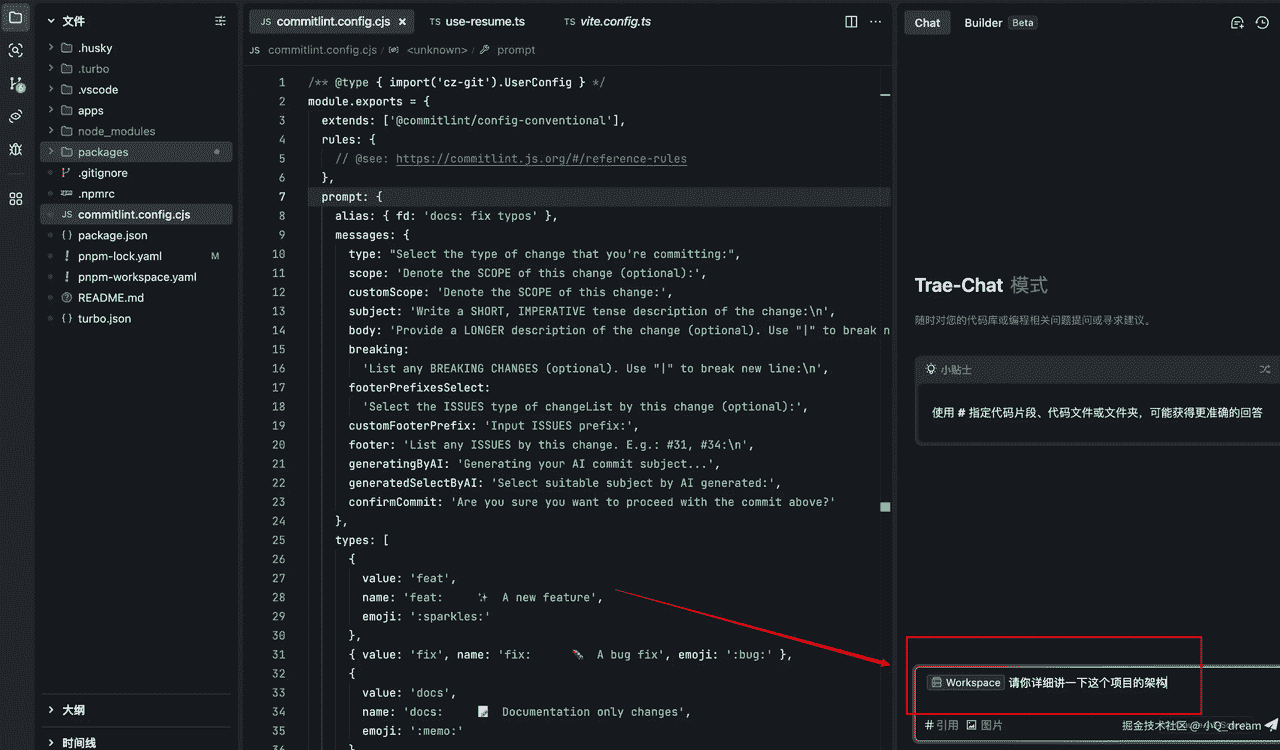 文件
.husky
.turbo
.vscode
apps
node_modules
packages
.gitignore
.npmrc
JS commitlint.config.cjs
{} package.json
! pnpm-lock.yaml M
! pnpm-workspace.yaml
README.md
{} turbo.json
大纲
时间线
JS commitlint.config.cjs × TS use-resume.ts TS vite.config.ts
JS commitlint.config.cjs / <unknown> / prompt
1 /** @type { import('cz-git').UserConfig } */
2 module.exports = {
3 extends: ['@commitlint/config-conventional'],
4 rules: {
5 // @see: https://commitlint.js.org/#/reference-rules
6 },
7 prompt: {
8 alias: { fd: 'docs: fix typos' },
9 messages: {
10 type: "Select the type of change that you're committing:",
11 scope: 'Denote the SCOPE of this change (optional):',
12 customScope: 'Denote the SCOPE of this change:',
13 subject: 'Write a SHORT, IMPERATIVE tense description of the change:\n',
14 body: 'Provide a LONGER description of the change (optional). Use "|" to break n
15 breaking:
16 'List any BREAKING CHANGES (optional). Use "|" to break new line:\n',
17 footerPrefixesSelect:
18 'Select the ISSUES type of changeList by this change (optional):',
19 customFooterPrefix: 'Input ISSUES prefix:',
20 footer: 'List any ISSUES by this change. E.g.: #31, #34:\n',
21 generatingByAI: 'Generating your AI commit subject...',
22 generatedSelectByAI: 'Select suitable subject by AI generated:',
23 confirmCommit: 'Are you sure you want to proceed with the commit above?'
24 },
25 types: [
26 {
27 value: 'feat',
28 name: 'feat: ✨ A new feature',
29 emoji: ':sparkles:'
30 },
31 { value: 'fix', name: 'fix: 🐛 A bug fix', emoji: ':bug:' },
32 {
33 value: 'docs',
34 name: 'docs: 📝 Documentation only changes',
35 emoji: ':memo:'
36 }
Chat Builder Beta
Trae-Chat 模式
随时对您的代码库或编程相关问题提问或寻求建议。
小贴士
使用 # 指定代码片段、代码文件或文件夹，可能获得更准确的回答
Workspace 请你详细讲一下这个项目的架构
# 引用 图片
掘金技术社区 @ 小Q_dream